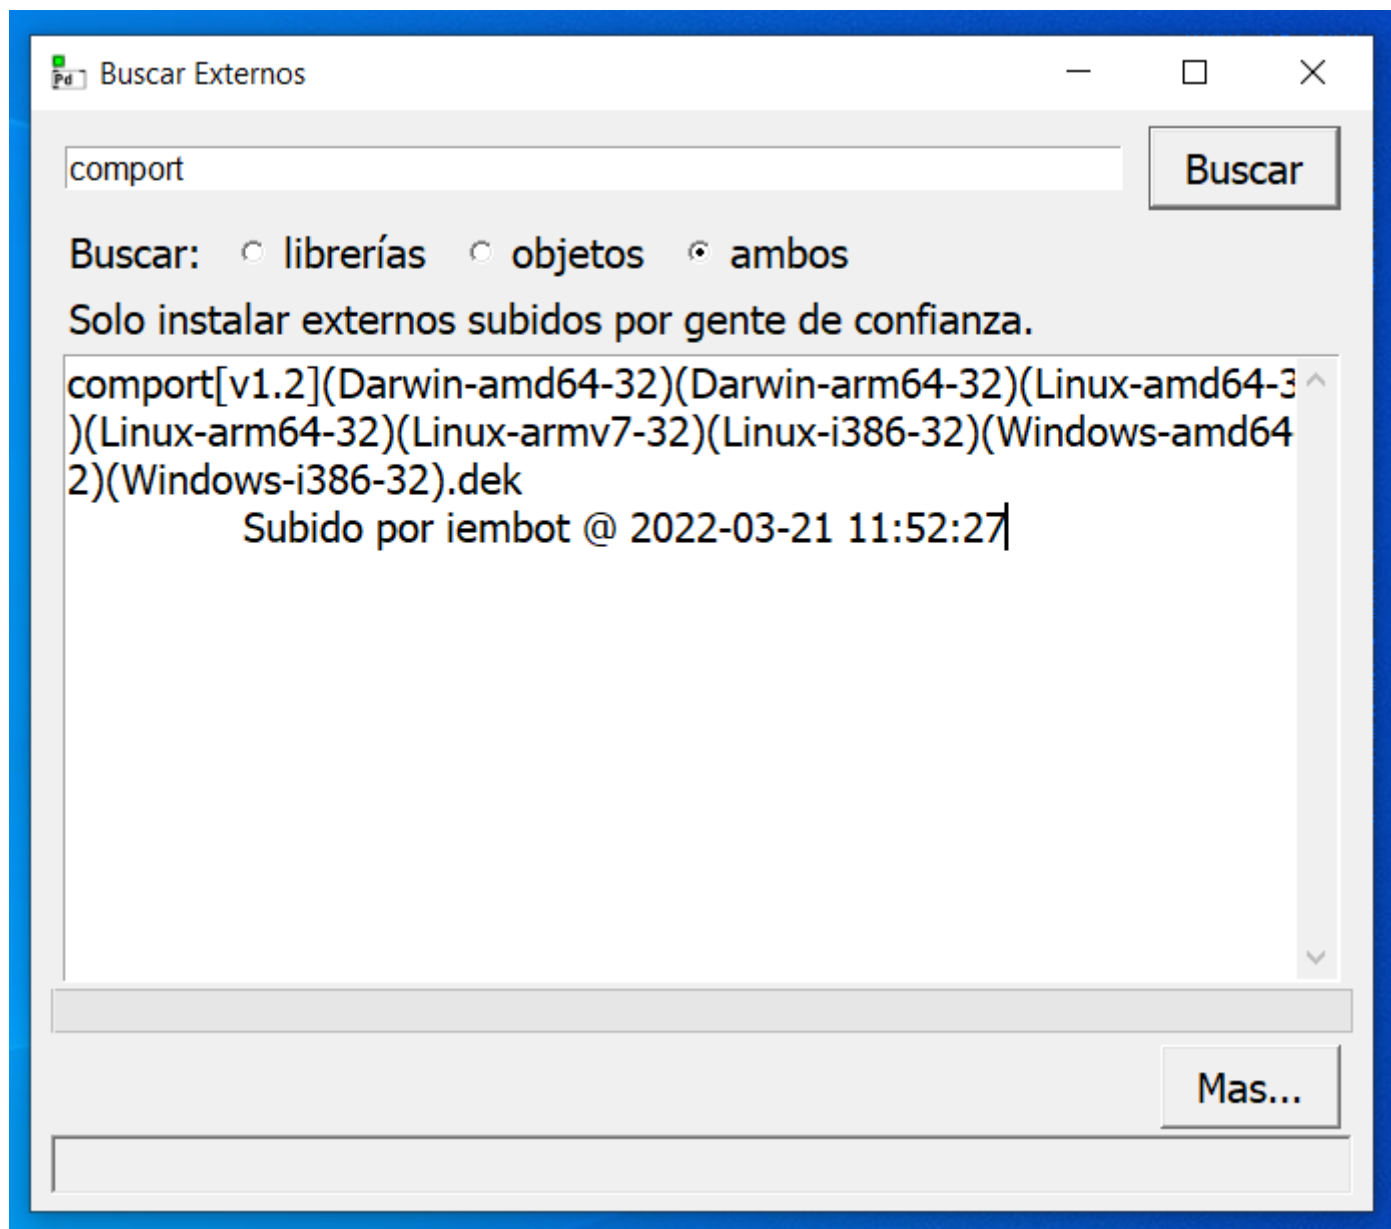 Pd Buscar Externos
comport
Buscar
Buscar: librerías objetos ambos
Solo instalar externos subidos por gente de confianza.
comport[v1.2](Darwin-amd64-32)(Darwin-arm64-32)(Linux-amd64-3
)(Linux-arm64-32)(Linux-armv7-32)(Linux-i386-32)(Windows-amd64
2)(Windows-i386-32).dek
Subido por iembot @ 2022-03-21 11:52:27
Mas...